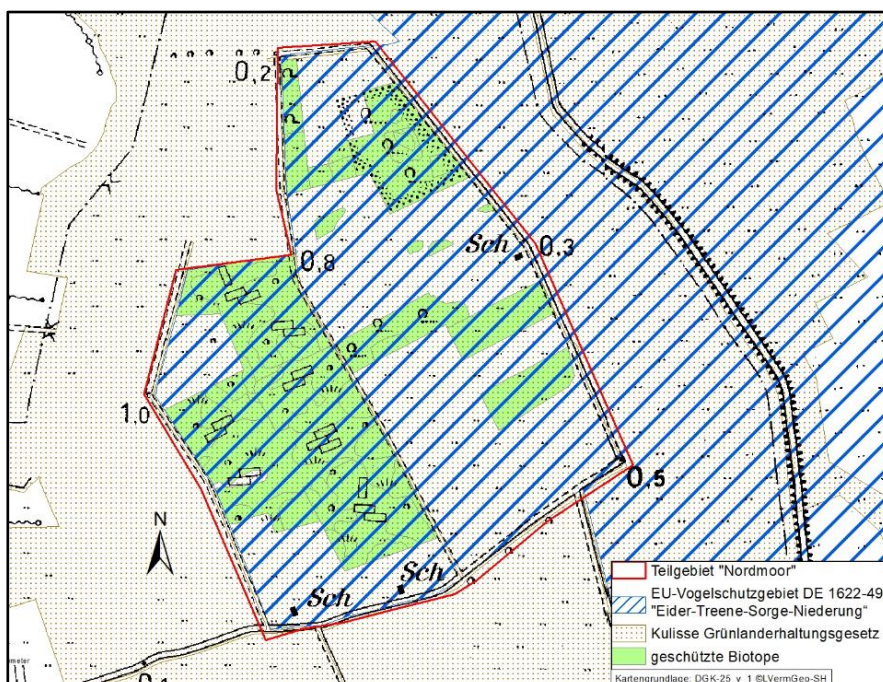 0,2
Sch
0,3
0,8
1,0
0,5
N
Sch
Sch
Teilgebiet "Nordmoor"
EU-Vogelschutzgebiet DE 1622-49
"Eider-Treene-Sorge-Niederung"
Kulisse Grünlanderhaltungsgesetz
geschützte Biotope
Kartengrundlage: DGK-25 v 1 ©LVermGeo-SH